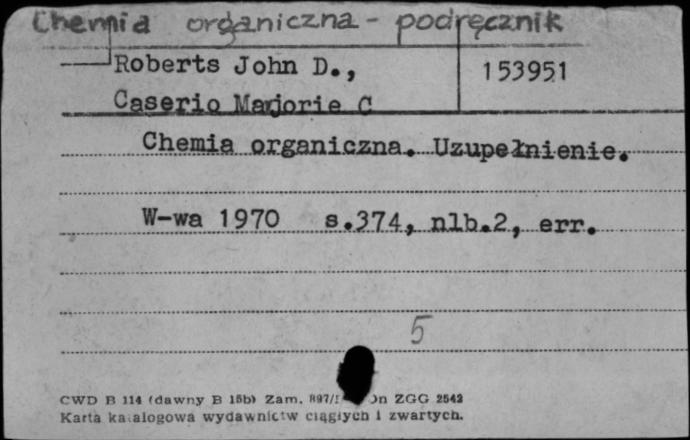 Chemia organiczna - podręcznik
Roberts John D., 153951
Caserio Marjorie C
Chemia organiczna. Uzupełnienie.
W-wa 1970 s.374, nlb.2, err.
5
CWD B 114 (dawny B 15b) Zam. 897/ ZGG 2542
Karta katalogowa wydawnictw ciągłych i zwartych.